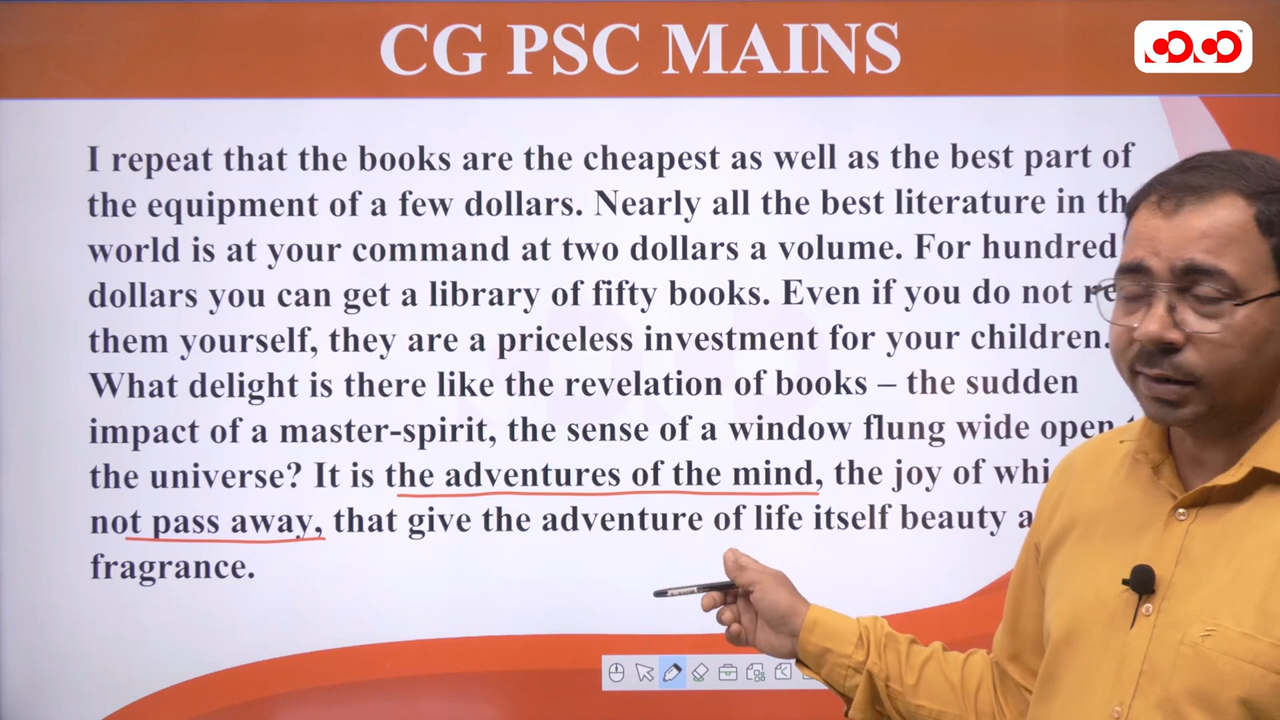 CG PSC MAINS
I repeat that the books are the cheapest as well as the best part of
the equipment of a few dollars. Nearly all the best literature in
world is at your command at two dollars a volume. For hundred
dollars you can get a library of fifty books. Even if you do not
them yourself, they are a priceless investment for your children.
What delight is there like the revelation of books – the sudden
impact of a master-spirit, the sense of a window flung wide open
the universe? It is the adventures of the mind, the joy of
not pass away, that give the adventure of life itself beauty
fragrance.